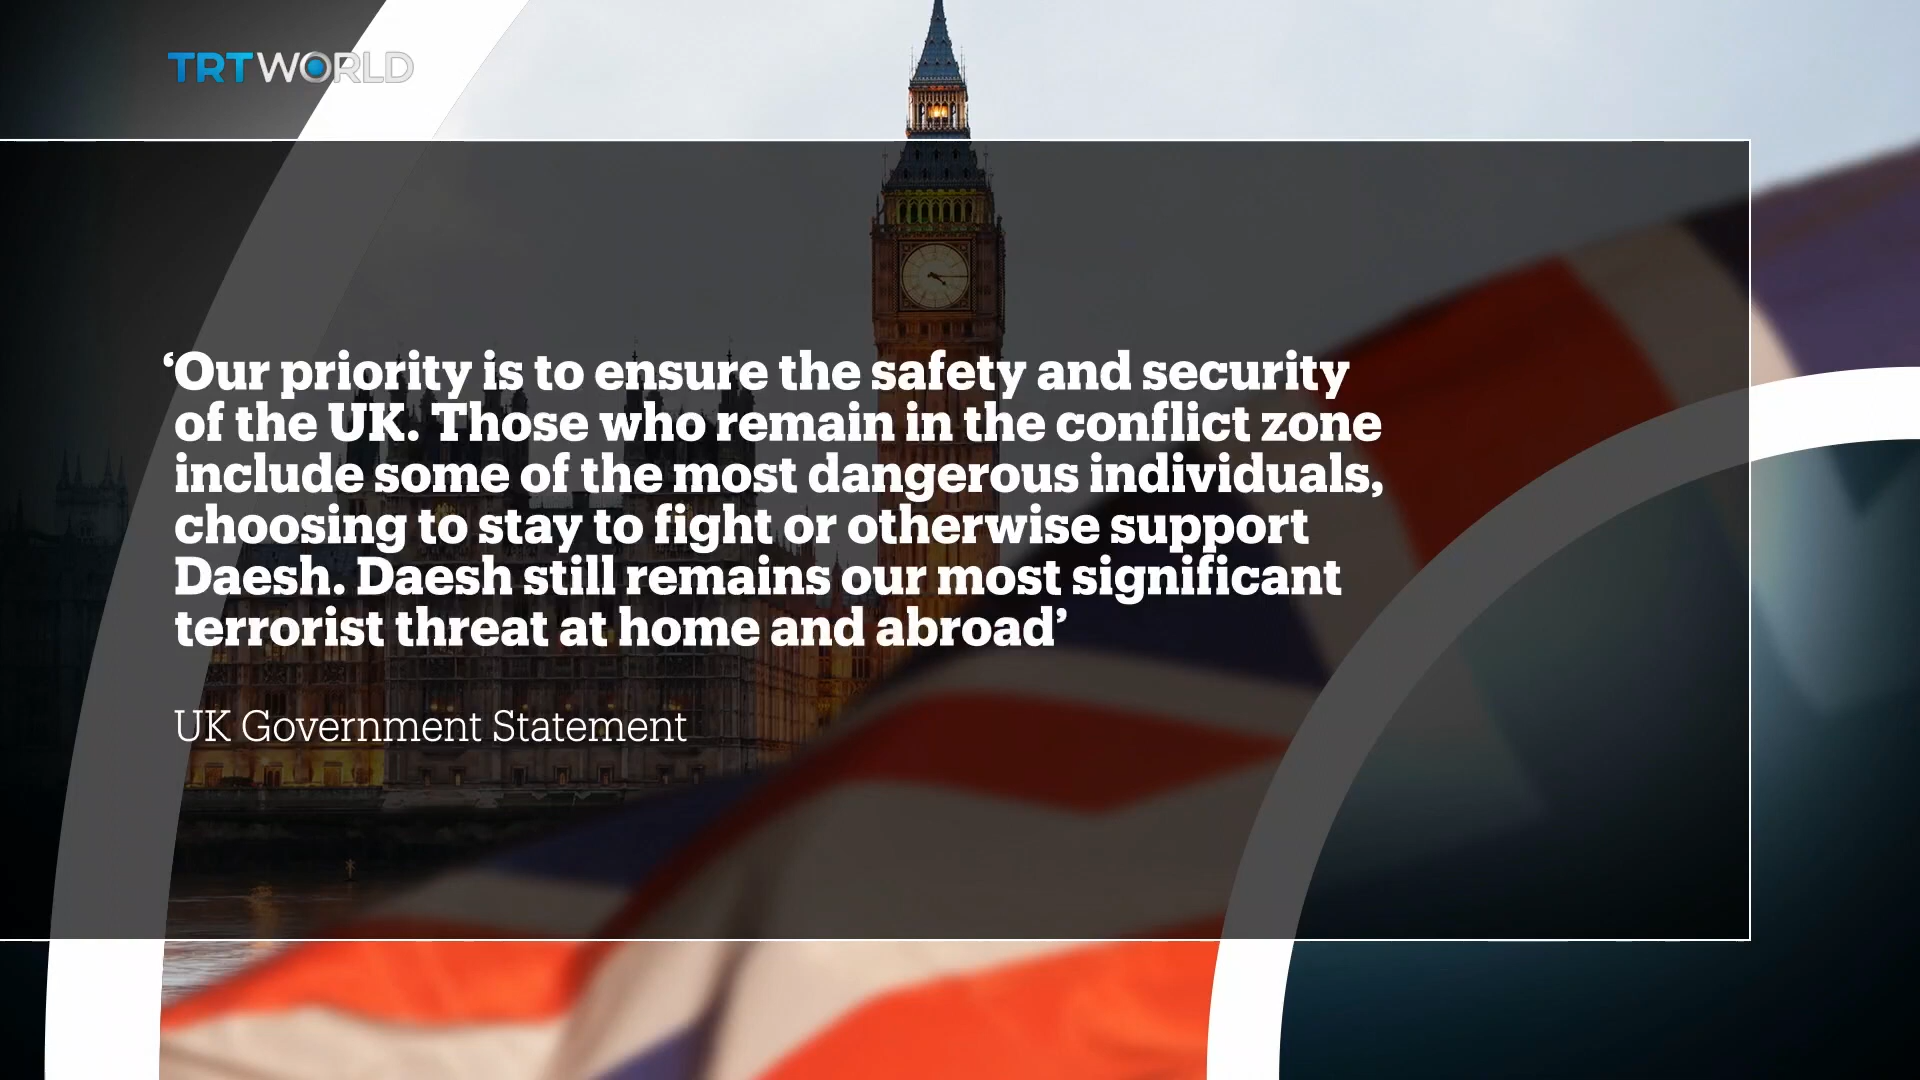 TRT WORLD
‘Our priority is to ensure the safety and security
of the UK. Those who remain in the conflict zone
include some of the most dangerous individuals,
choosing to stay to fight or otherwise support
Daesh. Daesh still remains our most significant
terrorist threat at home and abroad’
UK Government Statement